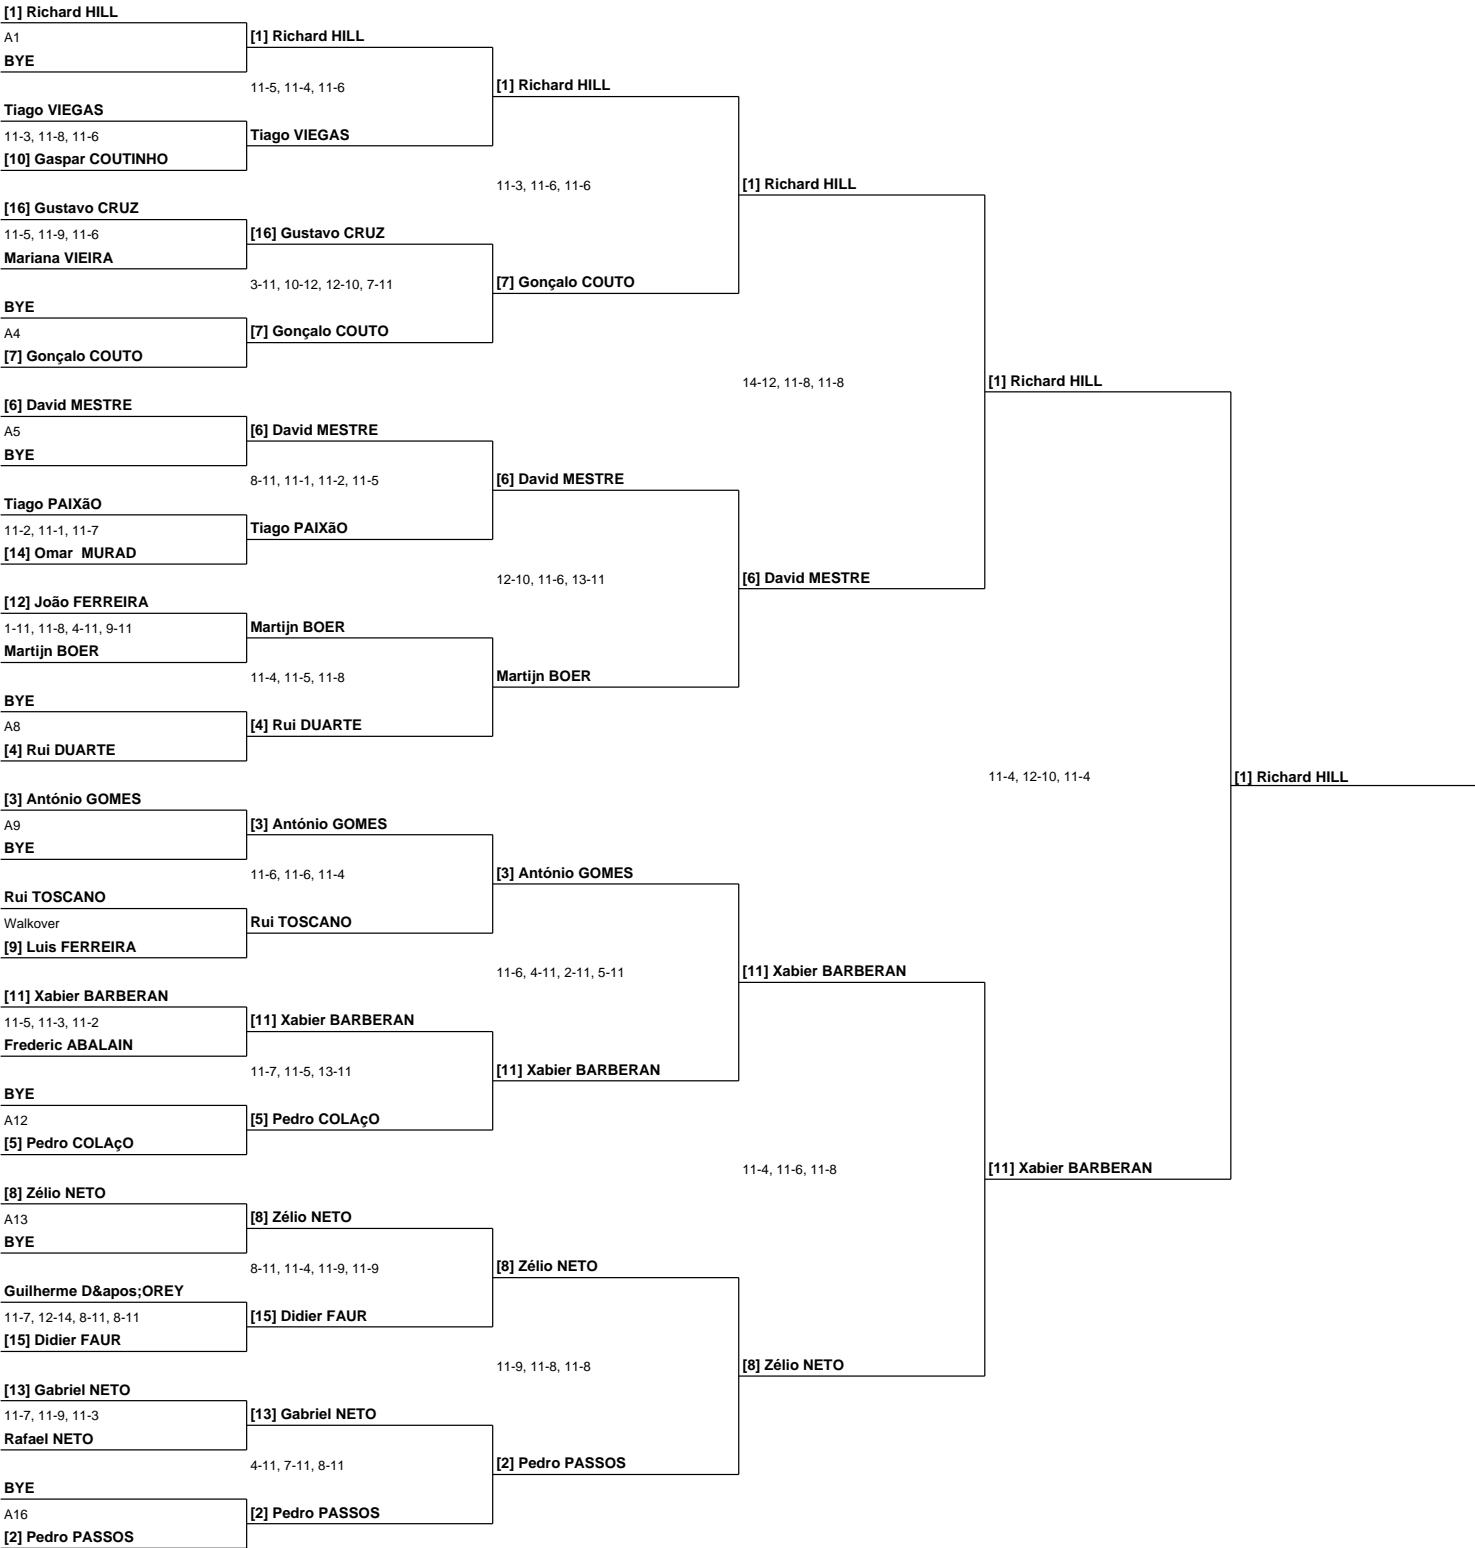 [1] Richard HILL
A1
[1] Richard HILL
BYE
11-5, 11-4, 11-6
[1] Richard HILL
Tiago VIEGAS
11-3, 11-8, 11-6
Tiago VIEGAS
[10] Gaspar COUTINHO
11-3, 11-6, 11-6
[1] Richard HILL
[16] Gustavo CRUZ
11-5, 11-9, 11-6
[16] Gustavo CRUZ
Mariana VIEIRA
3-11, 10-12, 12-10, 7-11
[7] Gonçalo COUTO
BYE
A4
[7] Gonçalo COUTO
[7] Gonçalo COUTO
14-12, 11-8, 11-8
[1] Richard HILL
[6] David MESTRE
A5
[6] David MESTRE
BYE
8-11, 11-1, 11-2, 11-5
[6] David MESTRE
Tiago PAIXãO
11-2, 11-1, 11-7
Tiago PAIXãO
[14] Omar  MURAD
12-10, 11-6, 13-11
[6] David MESTRE
[12] João FERREIRA
1-11, 11-8, 4-11, 9-11
Martijn BOER
Martijn BOER
11-4, 11-5, 11-8
Martijn BOER
BYE
A8
[4] Rui DUARTE
[4] Rui DUARTE
11-4, 12-10, 11-4
[1] Richard HILL
[3] António GOMES
A9
[3] António GOMES
BYE
11-6, 11-6, 11-4
[3] António GOMES
Rui TOSCANO
Walkover
Rui TOSCANO
[9] Luis FERREIRA
11-6, 4-11, 2-11, 5-11
[11] Xabier BARBERAN
[11] Xabier BARBERAN
11-5, 11-3, 11-2
[11] Xabier BARBERAN
Frederic ABALAIN
11-7, 11-5, 13-11
[11] Xabier BARBERAN
BYE
A12
[5] Pedro COLAçO
[5] Pedro COLAçO
11-4, 11-6, 11-8
[11] Xabier BARBERAN
[8] Zélio NETO
A13
[8] Zélio NETO
BYE
8-11, 11-4, 11-9, 11-9
[8] Zélio NETO
Guilherme D&apos;OREY
11-7, 12-14, 8-11, 8-11
[15] Didier FAUR
[15] Didier FAUR
11-9, 11-8, 11-8
[8] Zélio NETO
[13] Gabriel NETO
11-7, 11-9, 11-3
[13] Gabriel NETO
Rafael NETO
4-11, 7-11, 8-11
[2] Pedro PASSOS
BYE
A16
[2] Pedro PASSOS
[2] Pedro PASSOS